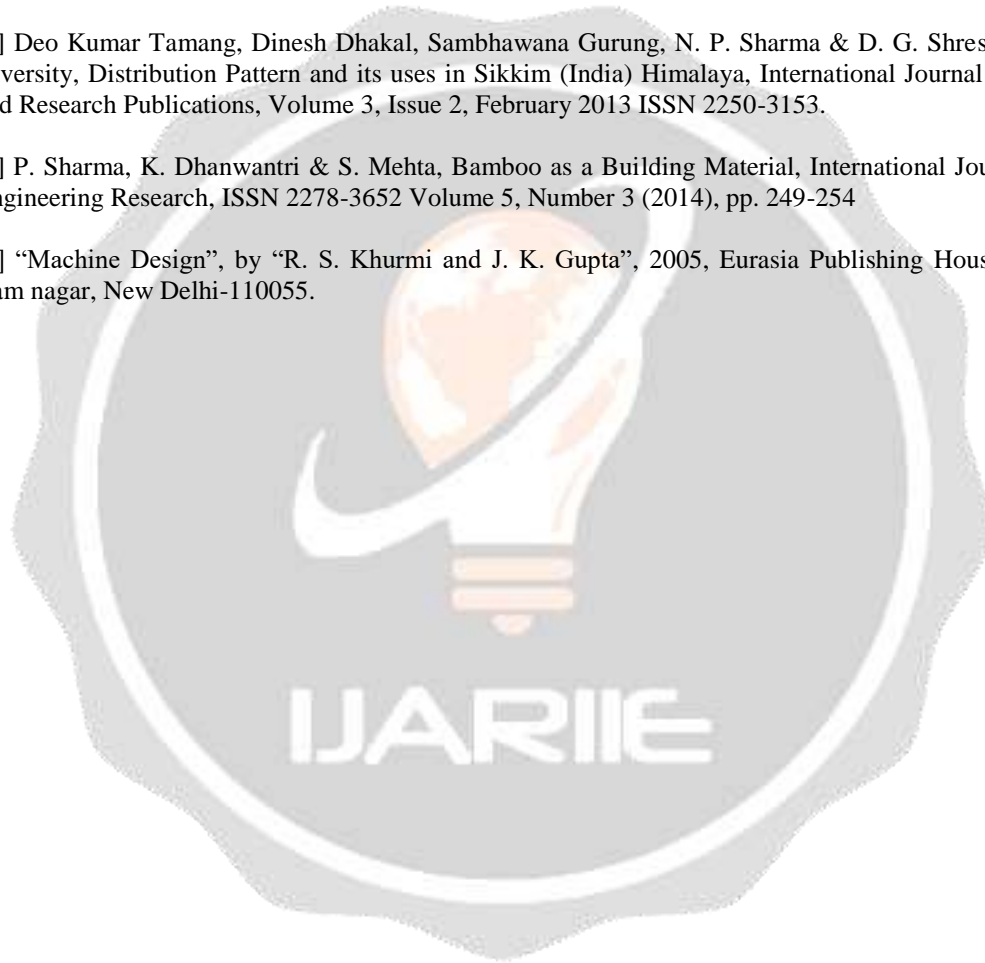 ] Deo Kumar Tamang, Dinesh Dhakal, Sambhawana Gurung, N. P. Sharma & D. G. Shres
versity, Distribution Pattern and its uses in Sikkim (India) Himalaya, International Journal
d Research Publications, Volume 3, Issue 2, February 2013 ISSN 2250-3153.
] P. Sharma, K. Dhanwantri & S. Mehta, Bamboo as a Building Material, International Jou
gineering Research, ISSN 2278-3652 Volume 5, Number 3 (2014), pp. 249-254
] “Machine Design”, by “R. S. Khurmi and J. K. Gupta”, 2005, Eurasia Publishing Hous
am nagar, New Delhi-110055.
IJARIIE